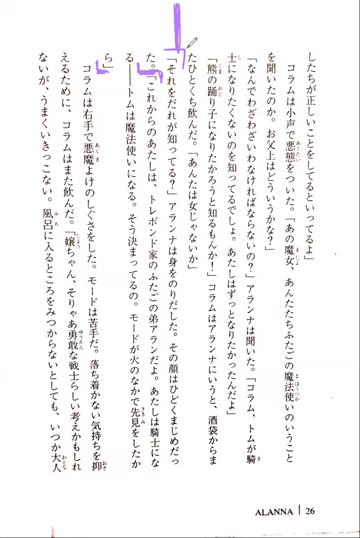 したちが正しいことをしてるといってるよ」
コラムは小声で悪態をついた。「あの魔女、あんたたちふたごの魔法使いのいうこと
を聞いたのか。お父上はどういうかな?」
「なんでわざわざいわなければならないの?」アランナは聞いた。「コラム、トムが騎
士になりたくないのを知ってるでしょ。あたしはずっとなりたかったんだよ」
「熊の踊り子になりたかろうと知るもんか!」コラムはアランナにいうと、酒袋からま
たひとくち飲んだ。「あんたは女じゃないか」
「それをだれが知ってる?」アランナは身をのりだした。その顔はひどくまじめだっ
た。「これからのあたしは、トレボンド家のふたごの弟アランだよ。あたしは騎士にな
る――トムは魔法使いになる。そう決まってるの。モードが火のなかで先見をしたか
ら」
コラムは右手で悪魔よけのしぐさをした。モードは苦手だ。落ち着かない気持ちを抑
えるために、コラムはまた飲んだ。「嬢ちゃん、そりゃあ勇敢な戦士らしい考えかもしれ
ないが、うまくいきっこない。風呂に入るところをみつからないとしても、いつか大人
ALANNA | 26